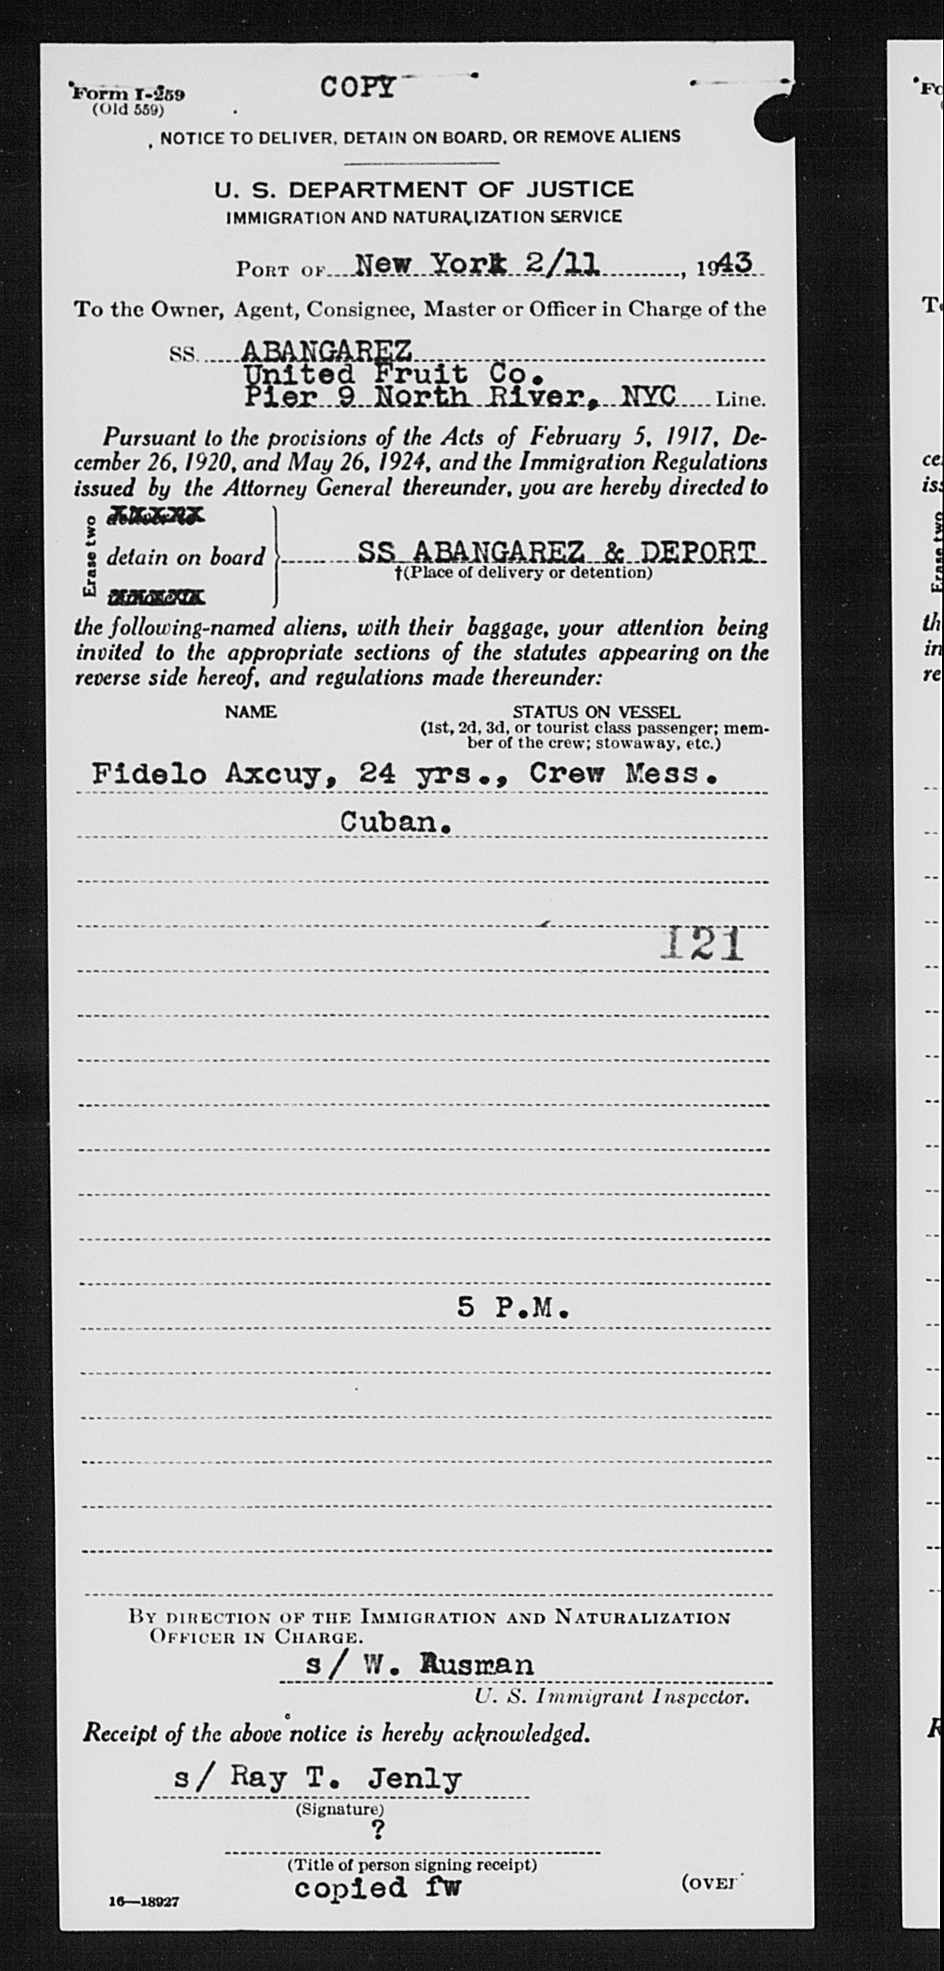 Form I-259
(Old 559)
COPY
NOTICE TO DELIVER, DETAIN ON BOARD, OR REMOVE ALIENS
U. S. DEPARTMENT OF JUSTICE
IMMIGRATION AND NATURALIZATION SERVICE
PORT OF New York 2/11, 1943
To the Owner, Agent, Consignee, Master or Officer in Charge of the
SS. ABANGAREZ
United Fruit Co.
Pier 9 North River, NYC Line.
Pursuant to the provisions of the Acts of February 5, 1917, De-
cember 26, 1920, and May 26, 1924, and the Immigration Regulations
issued by the Attorney General thereunder, you are hereby directed to
Erase two
detain on board } SS ABANGAREZ & DEPORT
†(Place of delivery or detention)
the following-named aliens, with their baggage, your attention being
invited to the appropriate sections of the statutes appearing on the
reverse side hereof, and regulations made thereunder:
NAME STATUS ON VESSEL
(1st, 2d, 3d, or tourist class passenger; mem-
ber of the crew; stowaway, etc.)
Fidelo Axcuy, 24 yrs., Crew Mess.
Cuban.
121
5 P.M.
BY DIRECTION OF THE IMMIGRATION AND NATURALIZATION
OFFICER IN CHARGE.
s/ W. Rusman
U. S. Immigrant Inspector.
Receipt of the above notice is hereby acknowledged.
s/ Ray T. Jenly
(Signature)
?
(Title of person signing receipt)
copied fw
16—18927
(OVER